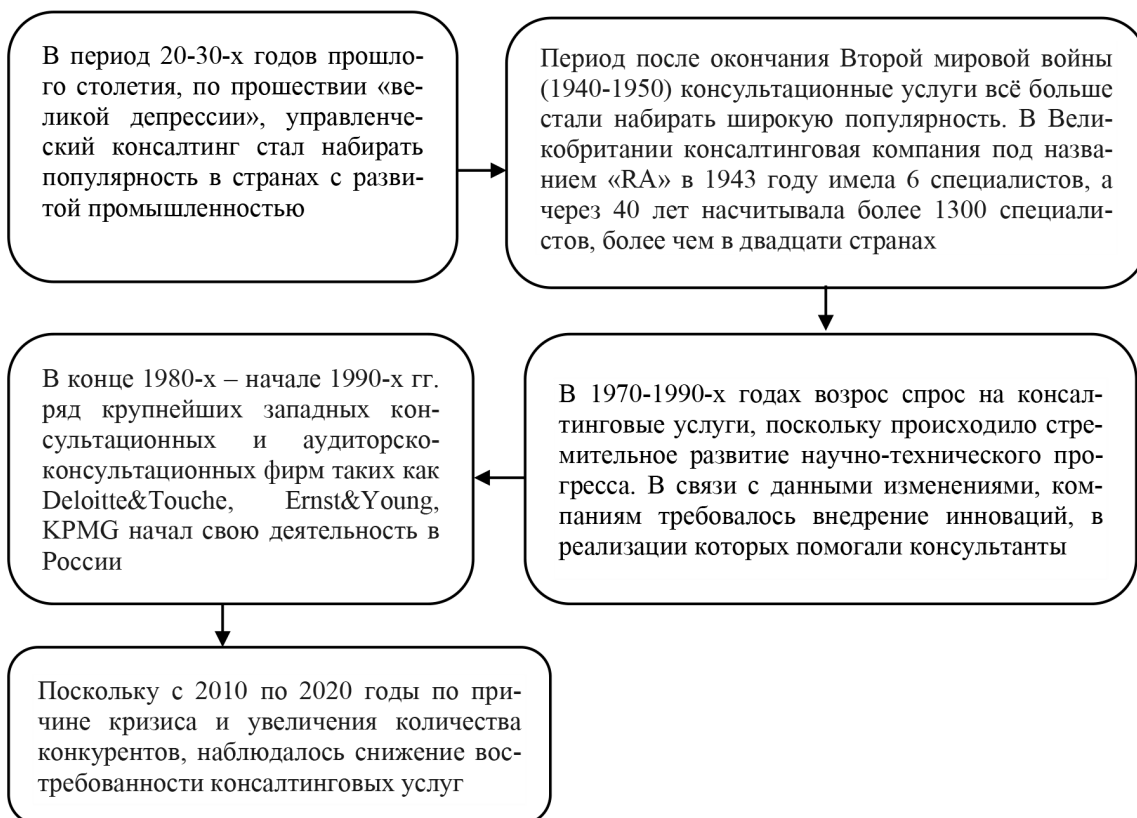 В период 20-30-х годов прошло-
го столетия, по прошествии «ве-
ликой депрессии», управленче-
ский консалтинг стал набирать
популярность в странах с разви-
той промышленностью
Период после окончания Второй мировой войны
(1940-1950) консультационные услуги всё больше
стали набирать широкую популярность. В Вели-
кобритании консалтинговая компания под назва-
нием «RA» в 1943 году имела 6 специалистов, а
через 40 лет насчитывала более 1300 специали-
стов, более чем в двадцати странах
В 1970-1990-х годах возрос спрос на консал-
тинговые услуги, поскольку происходило стре-
мительное развитие научно-технического про-
гресса. В связи с данными изменениями, ком-
паниям требовалось внедрение инноваций, в
реализации которых помогали консультанты
В конце 1980-х – начале 1990-х гг.
ряд крупнейших западных кон-
сультационных и аудиторско-
консультационных фирм таких как
Deloitte&Touche, Ernst&Young,
KPMG начал свою деятельность в
России
Поскольку с 2010 по 2020 годы по при-
чине кризиса и увеличения количества
конкурентов, наблюдалось снижение вос-
требованности консалтинговых услуг